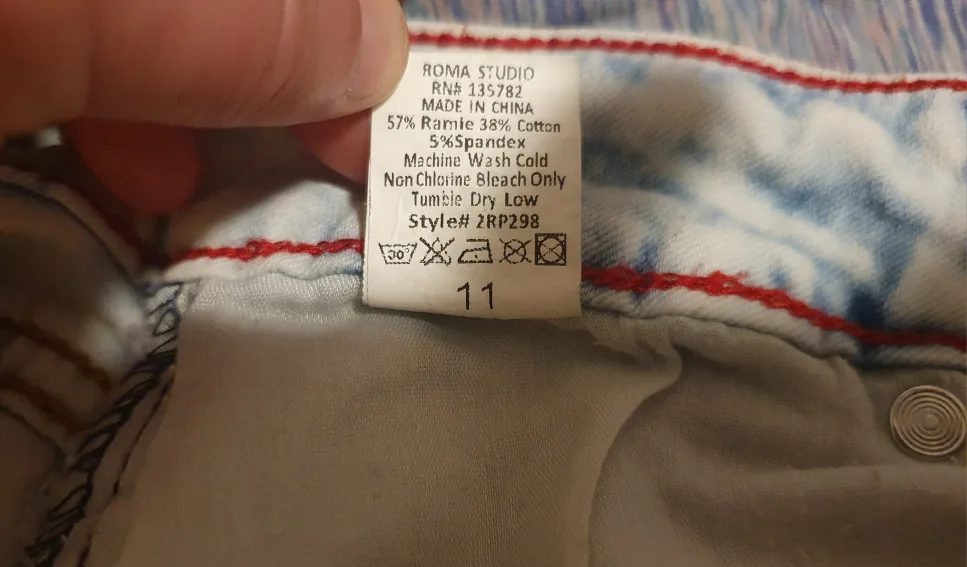 ROMA STUDIO
RN# 135782
MADE IN CHINA
57% Ramie 38% Cotton
5%Spandex
Machine Wash Cold
Non Chlorine Bleach Only
Tumble Dry Low
Style# 2RP298
30°
11